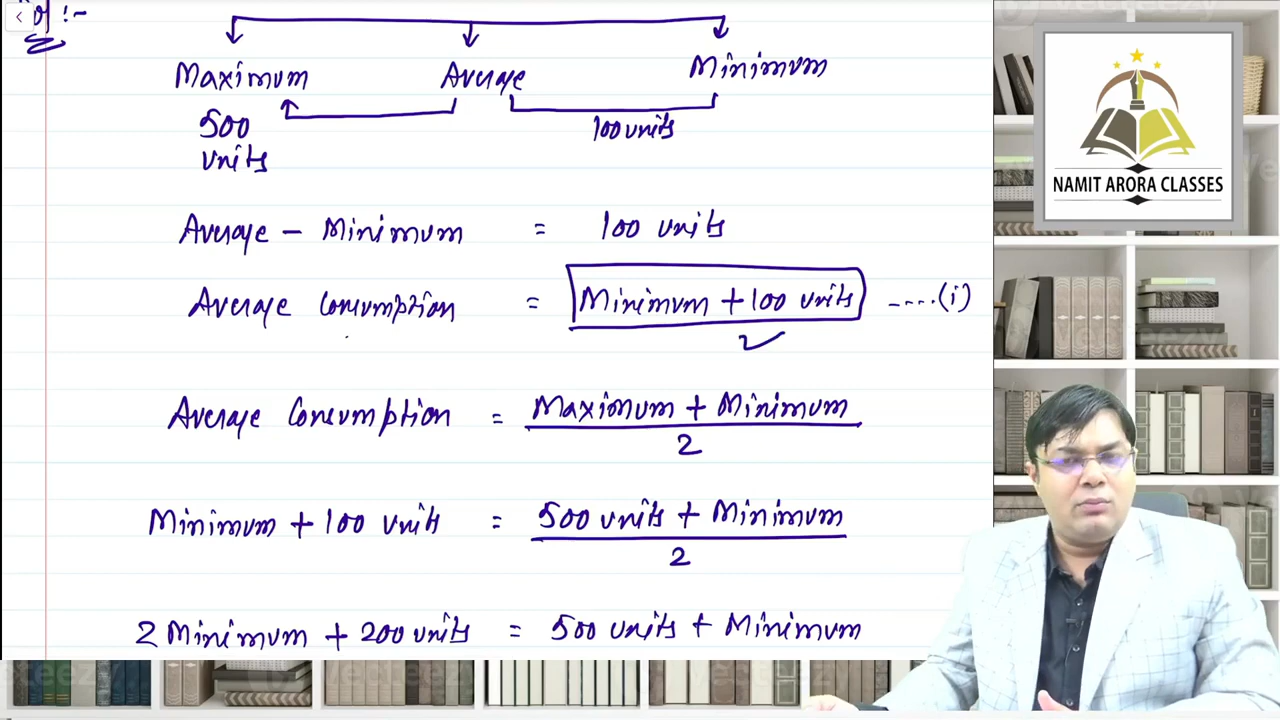 Maximum Average Minimum
500 units
100 units
Average - Minimum = 100 units
Average Consumption = Minimum + 100 units ----(i)
Average Consumption = Maximum + Minimum
2
Minimum + 100 units = 500 units + Minimum
2
2 Minimum + 200 units = 500 units + Minimum
NAMIT ARORA CLASSES